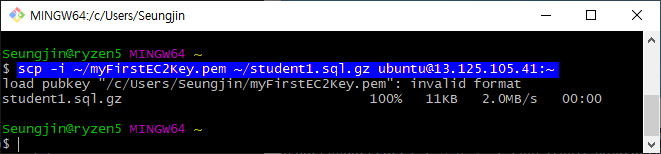 MINGW64:/c/Users/Seungjin
Seungjin@ryzen5 MINGW64 ~
$ scp -i ~/myFirstEC2Key.pem ~/student1.sql.gz ubuntu@13.125.105.41:~
load pubkey "/c/Users/Seungjin/myFirstEC2Key.pem": invalid format
student1.sql.gz 100% 11KB 2.0MB/s 00:00
Seungjin@ryzen5 MINGW64 ~
$